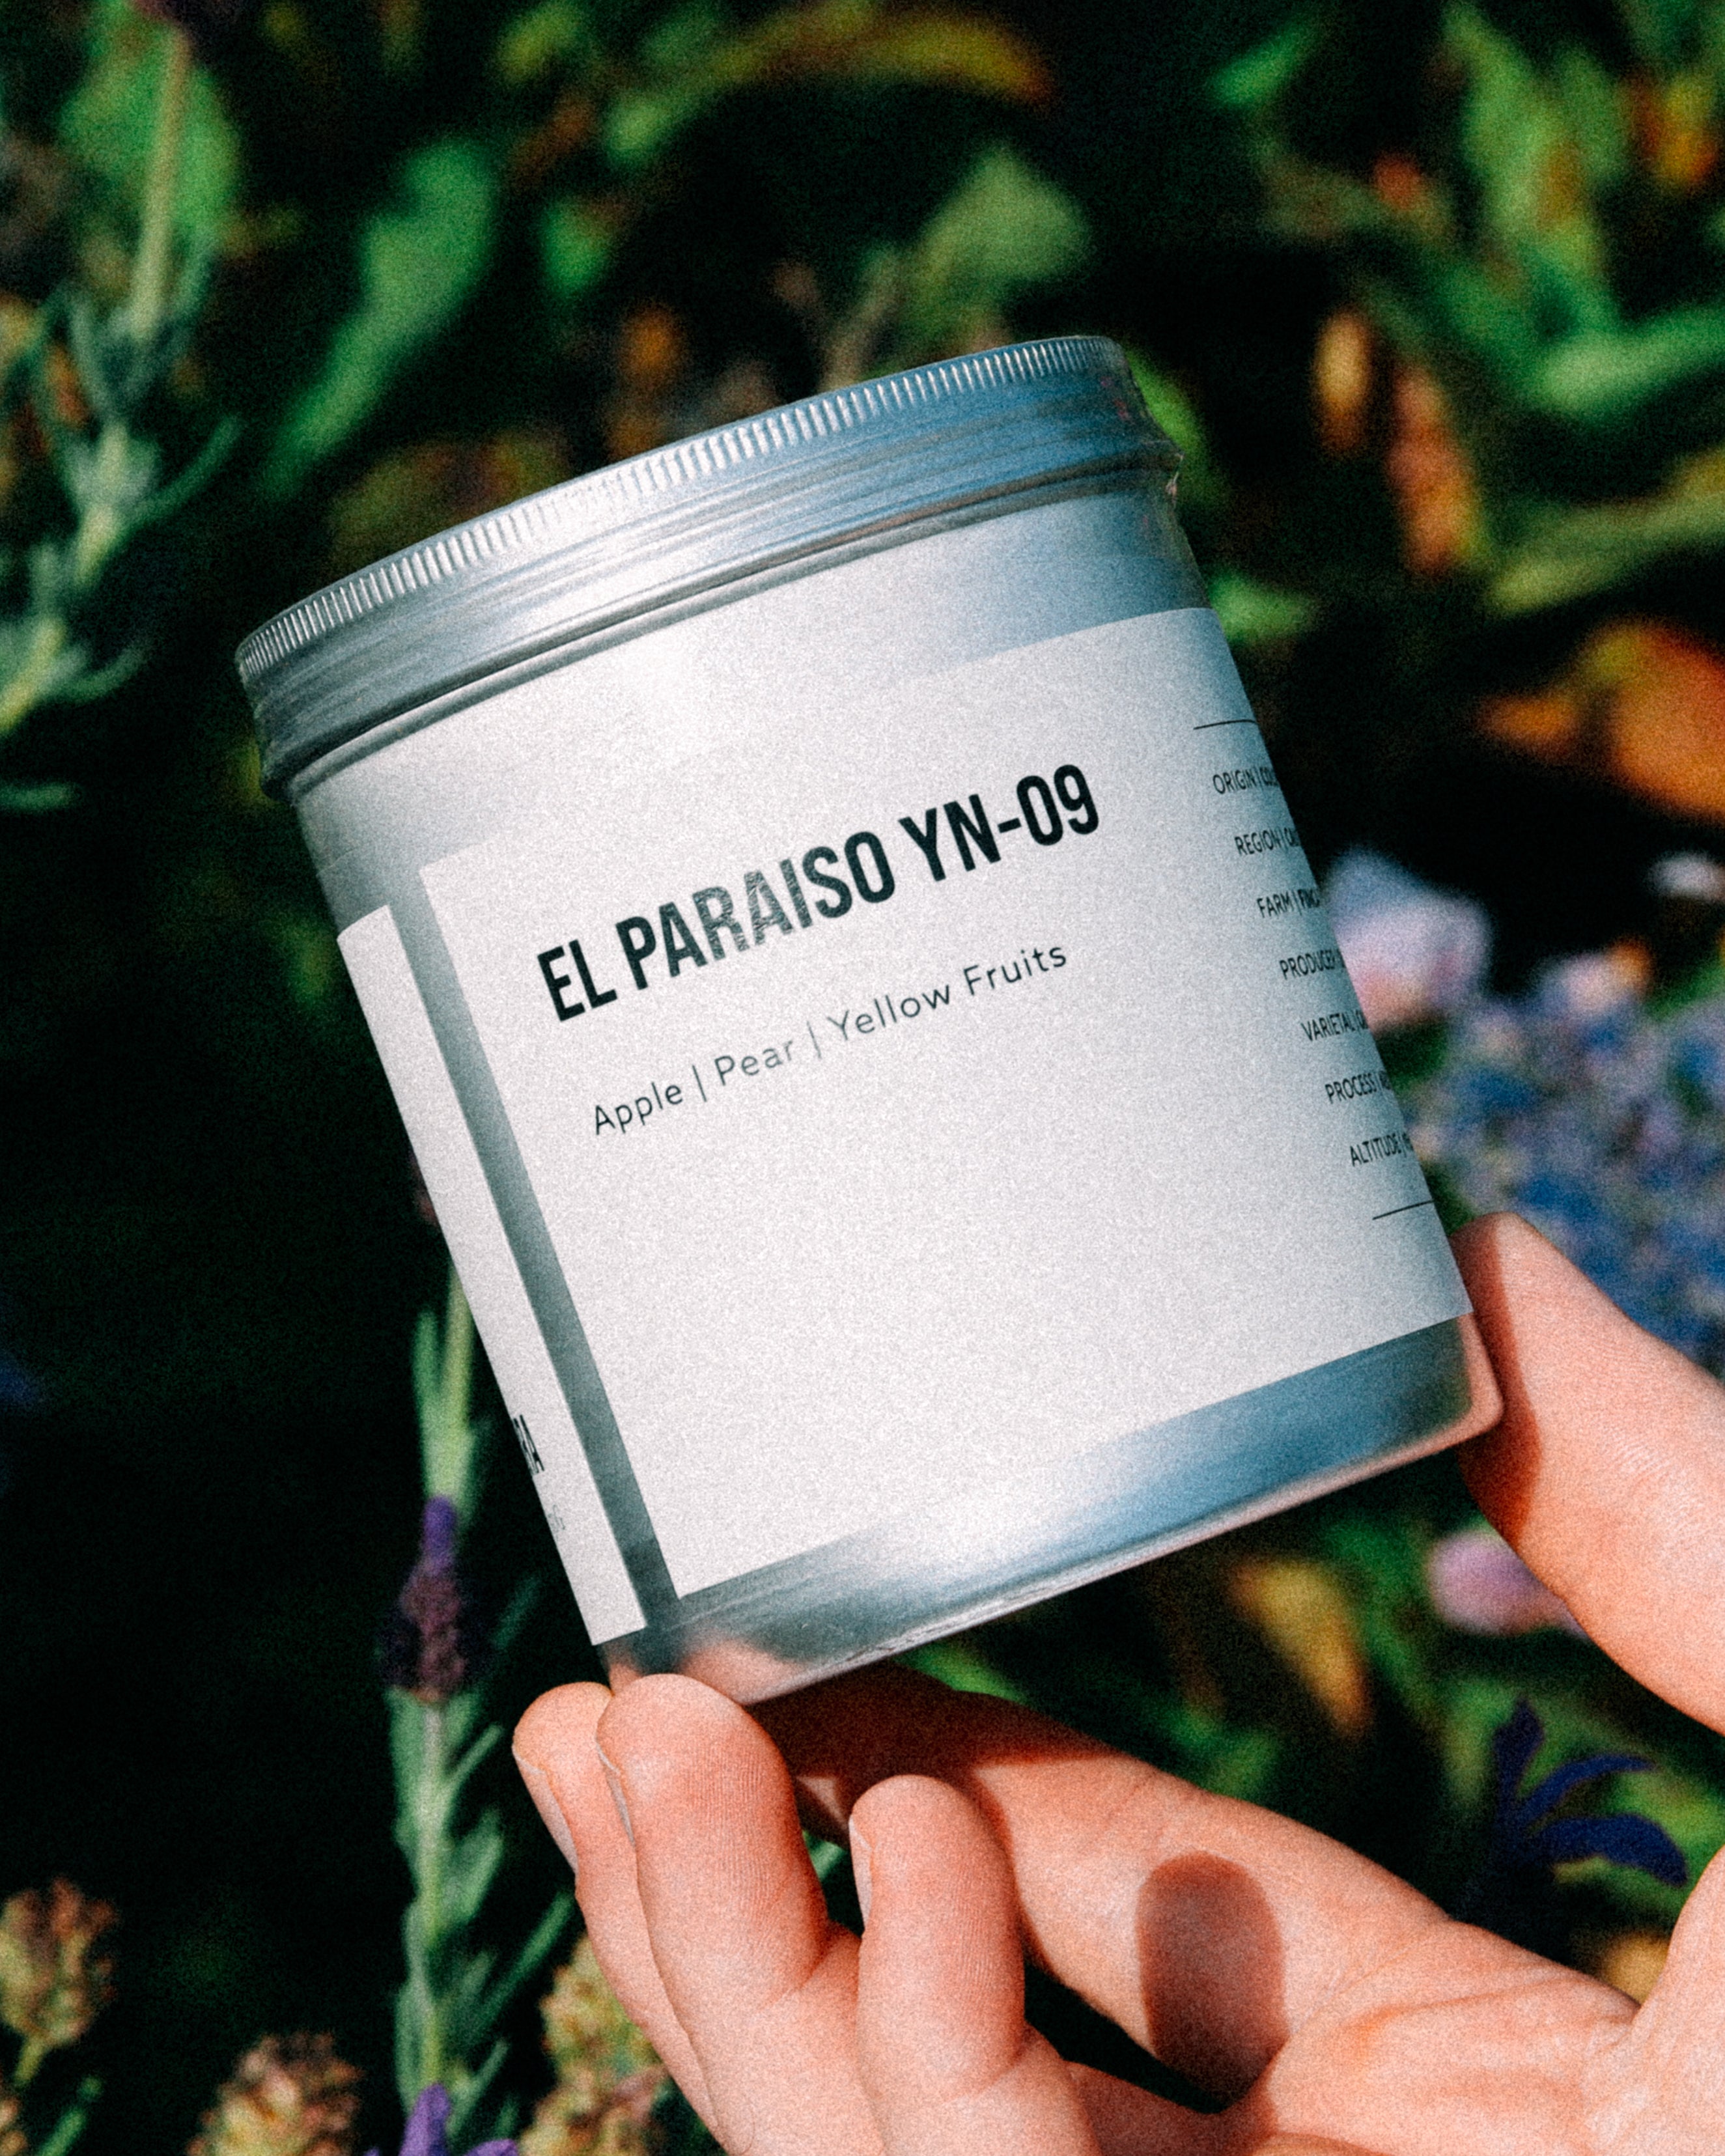 EL PARAISO YN-09
Apple | Pear | Yellow Fruits
ORIGIN |
REGION |
FARM |
PRODUCER
VARIETAL |
PROCESS |
ALTITUDE |